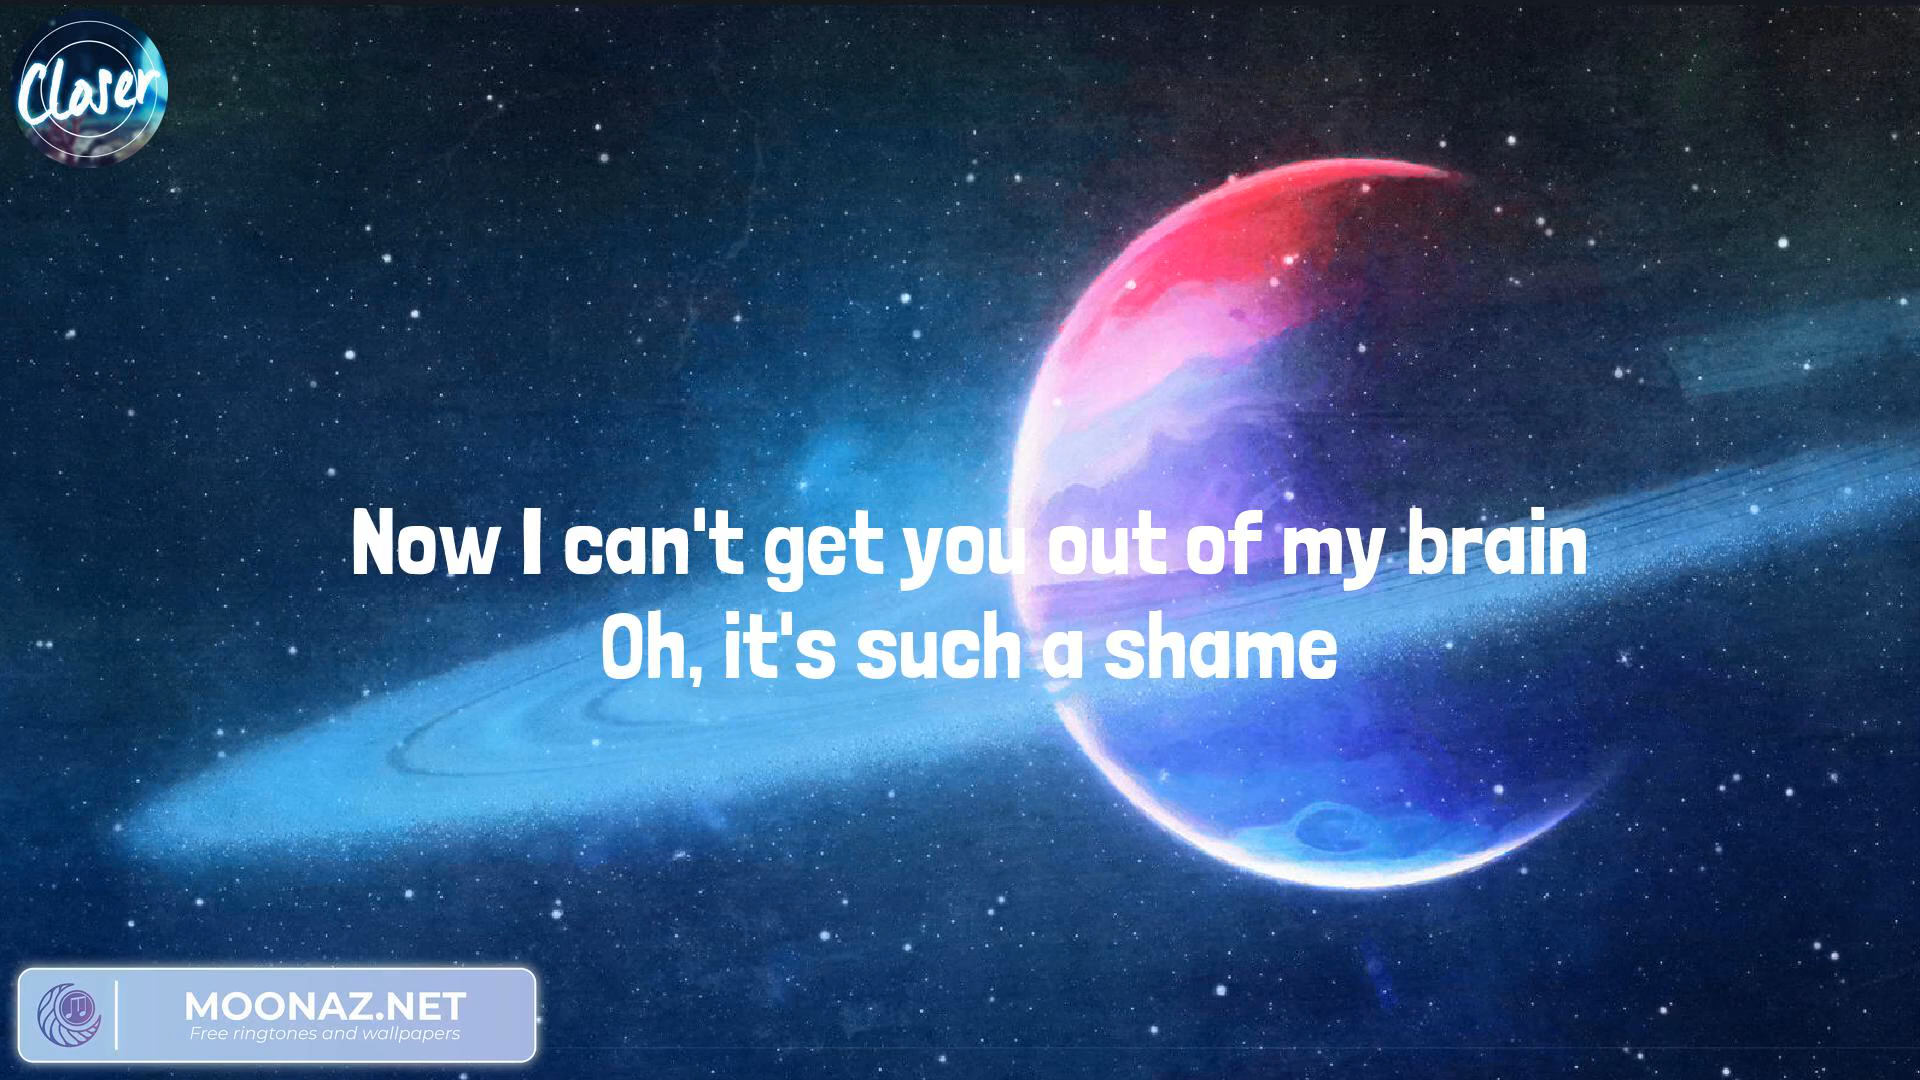 Closer
Now I can't get you out of my brain
Oh, it's such a shame
MOONAZ.NET
Free ringtones and wallpapers